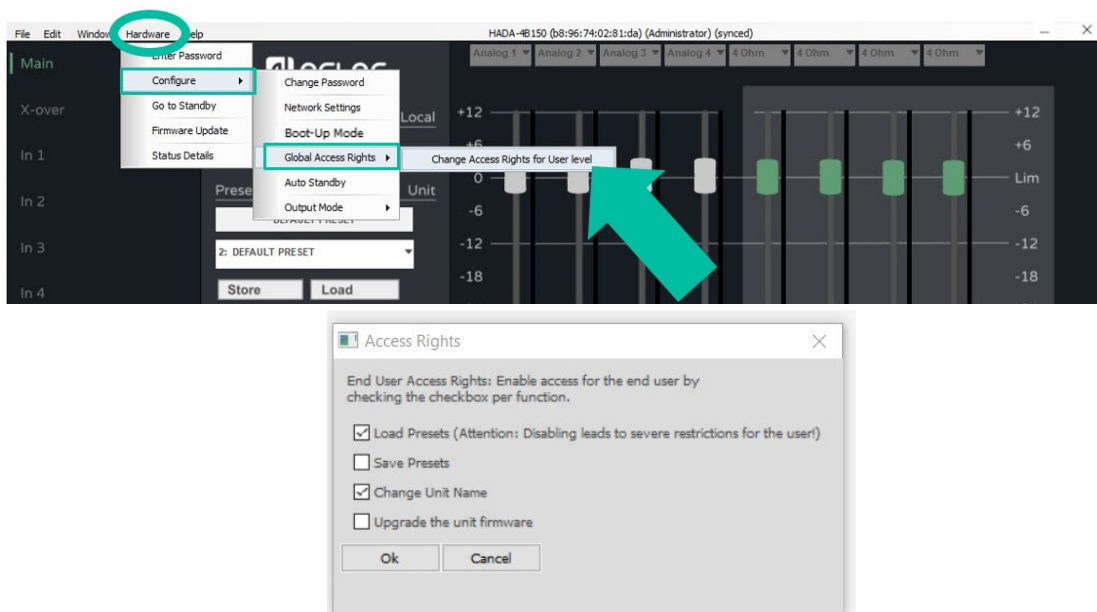 File Edit Window Hardware Help
HADA-4B150 (b8:96:74:02:81:da) (Administrator) (synced)
Main
Enter Password
Analog 1 Analog 2 Analog 3 Analog 4 4 Ohm 4 Ohm 4 Ohm 4 Ohm
Configure
Change Password
X-over
Go to Standby
Network Settings
Local
+12
+12
Firmware Update
Boot-Up Mode
+6
+6
In 1
Status Details
Global Access Rights
Change Access Rights for User level
Auto Standby
0
Lim
In 2
Prese
Unit
Output Mode
-6
-6
DEFAULT PRESET
In 3
2: DEFAULT PRESET
-12
-12
In 4
Store
Load
-18
-18
Access Rights
End User Access Rights: Enable access for the end user by
checking the checkbox per function.
Load Presets (Attention: Disabling leads to severe restrictions for the user!)
Save Presets
Change Unit Name
Upgrade the unit firmware
Ok
Cancel